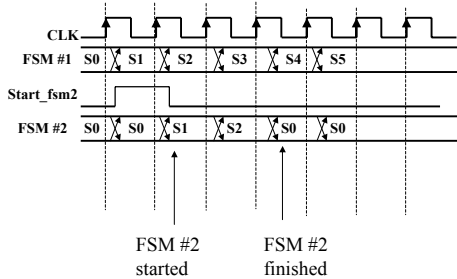 CLK
FSM #1 S0 S1 S2 S3 S4 S5
Start_fsm2
FSM #2 S0 S0 S1 S2 S0 S0
FSM #2 FSM #2
started finished